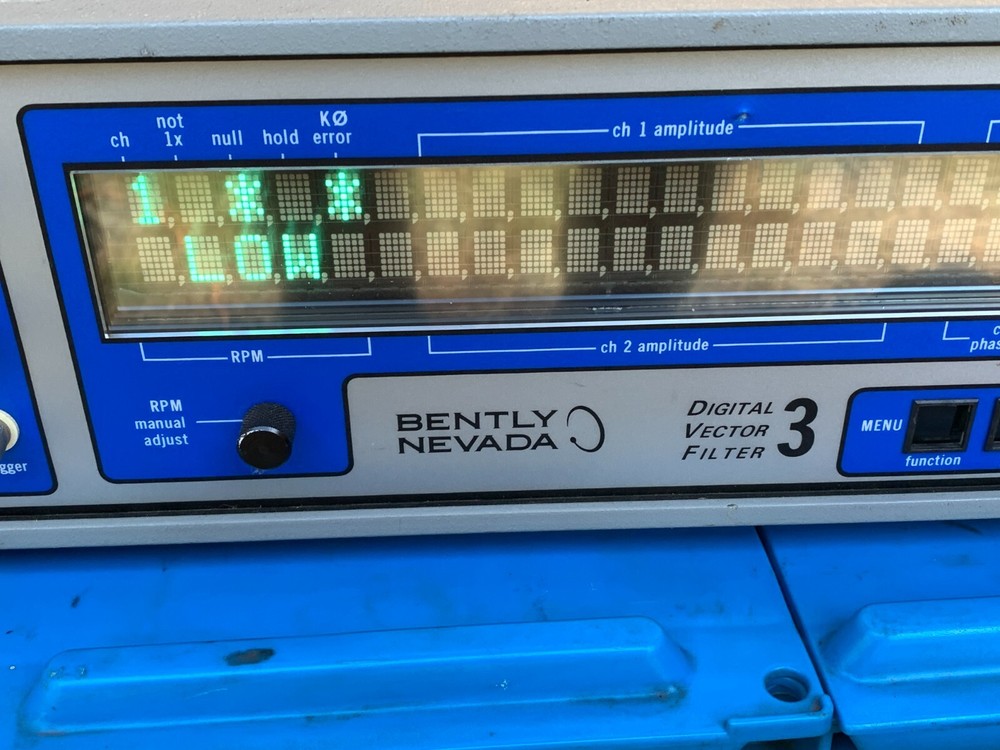 ch
not
1x
null
hold
KØ
error
ch 1 amplitude
1 * *
LOW
RPM
ch 2 amplitude
RPM
manual
adjust
BENTLY
NEVADA
DIGITAL
VECTOR
FILTER
3
MENU
function